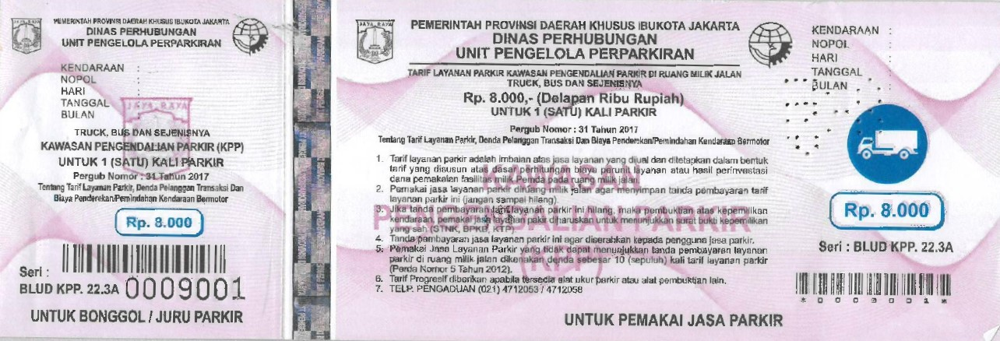 JAYA RAYA
PEMERINTAH PROVINSI DAERAH KHUSUS IBUKOTA JAKARTA
DINAS PERHUBUNGAN
UNIT PENGELOLA PERPARKIRAN
KENDARAAN :
NOPOL :
HARI :
TANGGAL :
BULAN :
JAYA RAYA
TRUCK, BUS DAN SEJENISNYA
KAWASAN PENGENDALIAN PARKIR (KPP)
UNTUK 1 (SATU) KALI PARKIR
Pergub Nomor : 31 Tahun 2017
Tentang Tarif Layanan Parkir, Denda Pelanggan Transaksi Dan
Biaya Penderekan/Pemindahan Kendaraan Bermotor
Rp. 8.000
Seri :
BLUD KPP. 22.3A 0009001
UNTUK BONGGOL / JURU PARKIR
JAYA RAYA
PEMERINTAH PROVINSI DAERAH KHUSUS IBUKOTA JAKARTA
DINAS PERHUBUNGAN
UNIT PENGELOLA PERPARKIRAN
TARIF LAYANAN PARKIR KAWASAN PENGENDALIAN PARKIR DI RUANG MILIK JALAN
TRUCK, BUS DAN SEJENISNYA
Rp. 8.000,- (Delapan Ribu Rupiah)
UNTUK 1 (SATU) KALI PARKIR
Pergub Nomor : 31 Tahun 2017
Tentang Tarif Layanan Parkir, Denda Pelanggan Transaksi Dan Biaya Penderekan/Pemindahan Kendaraan Bermotor
1. Tarif layanan parkir adalah imbalan atas jasa layanan yang dijual dan ditetapkan dalam bentuk
tarif yang disusun atas dasar perhitungan biaya perunit layanan atau hasil perinvestasi
dana pemakaian fasilitas milik Pemda pada ruang milik jalan.
2. Pemakai jasa layanan parkir diruang milik jalan agar menyimpan tanda pembayaran tarif
layanan parkir ini (jangan sampai hilang).
3. Jika tanda pembayaran tarif layanan parkir ini hilang, maka pembuktian atas kepemilikan
kendaraan, pemakai jasa layanan pakir diharuskan untuk menunjukkan surat bukti kepemilikan
yang sah (STNK, BPKB, KTP).
4. Tanda pembayaran jasa layanan parkir ini agar diserahkan kepada pengguna jasa parkir.
5. Pemakai Jasa Layanan Parkir yang tidak dapat menunjukkan tanda pembayaran layanan
parkir di ruang milik jalan dikenakan denda sebesar 10 (sepuluh) kali tarif layanan parkir
(Perda Nomor 5 Tahun 2012).
6. Tarif Progresif diberikan apabila tersedia alat ukur parkir atau alat pembuktian lain.
7. TELP. PENGADUAN (021) 4712053 / 4712058
KAWASAN
PENGENDALIAN PARKIR
(KPP)
UNTUK PEMAKAI JASA PARKIR
KENDARAAN :
NOPOL :
HARI :
TANGGAL :
BULAN :
Rp. 8.000
Seri : BLUD KPP. 22.3A
*0009001*